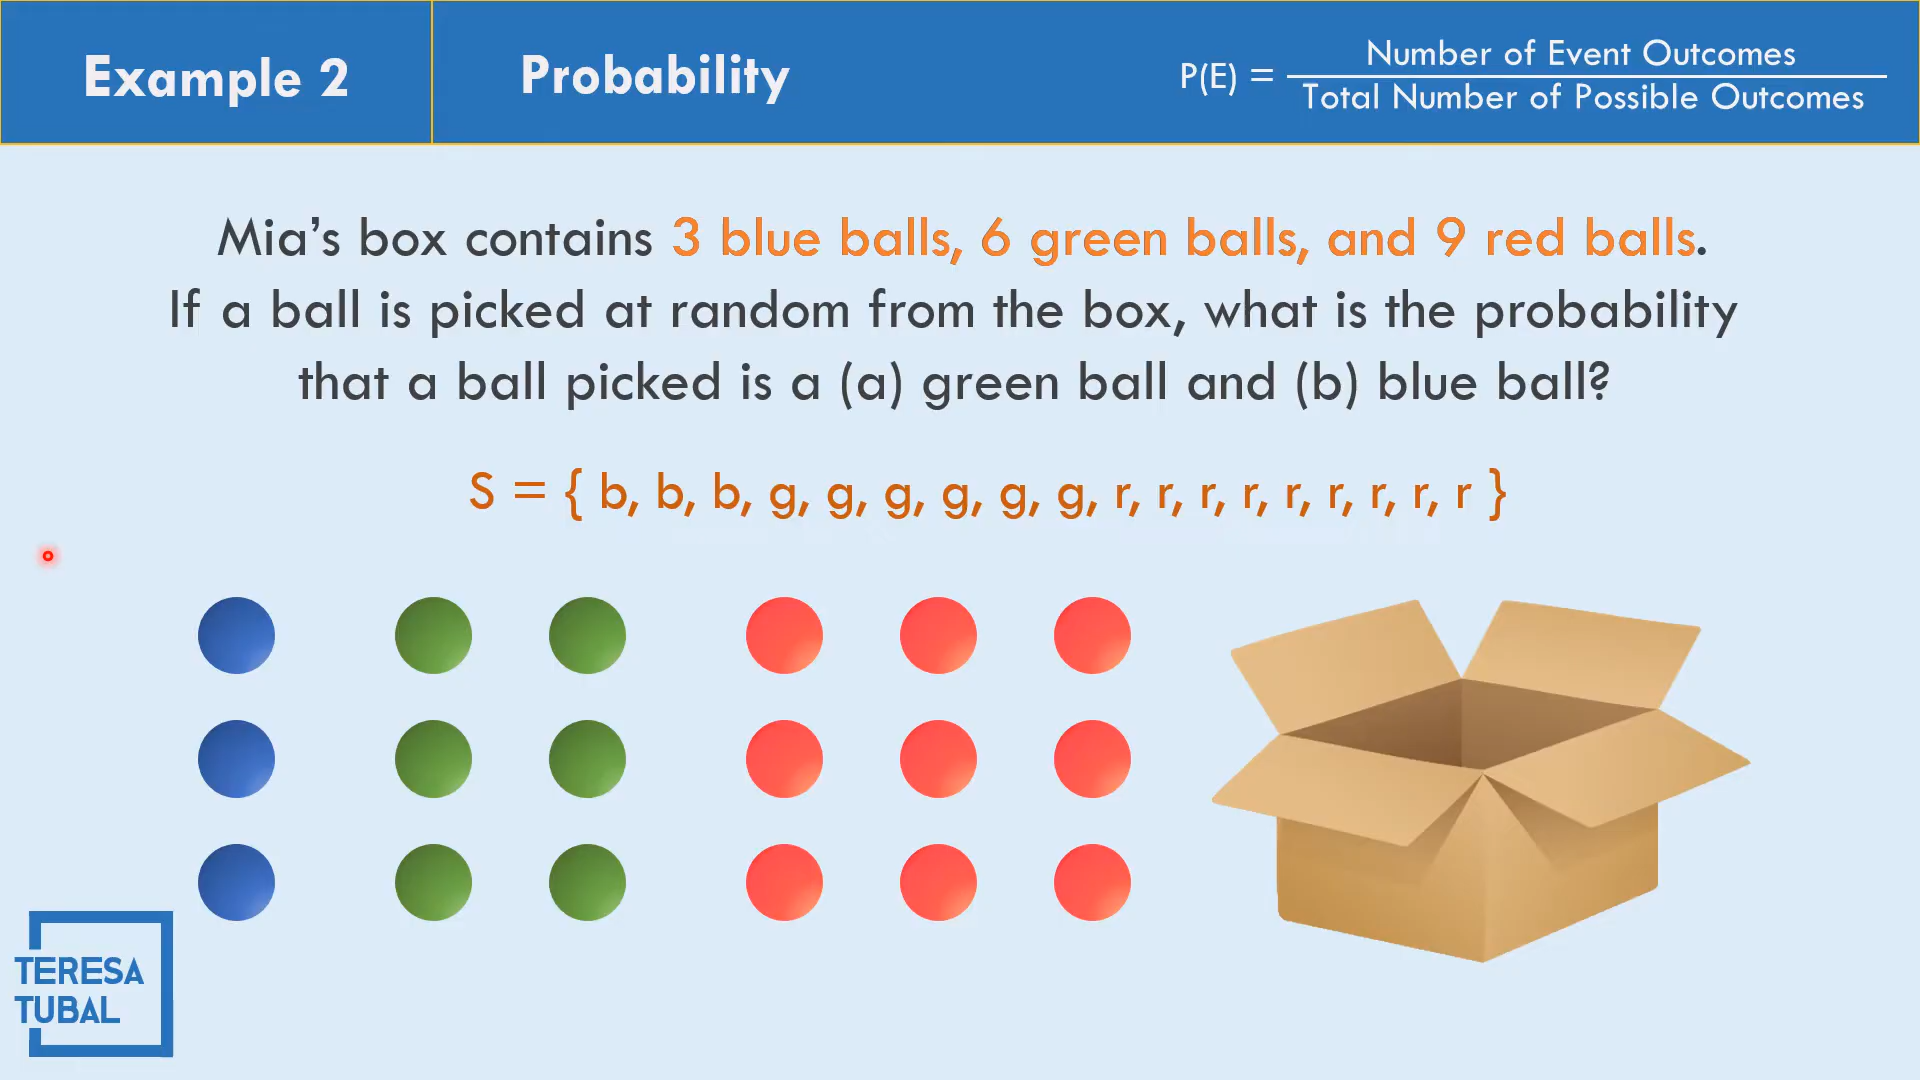 Example 2
Probability
P(E) = Number of Event Outcomes
Total Number of Possible Outcomes
Mia’s box contains 3 blue balls, 6 green balls, and 9 red balls.
If a ball is picked at random from the box, what is the probability
that a ball picked is a (a) green ball and (b) blue ball?
S = { b, b, b, g, g, g, g, g, g, r, r, r, r, r, r, r, r, r }
TERESA
TUBAL